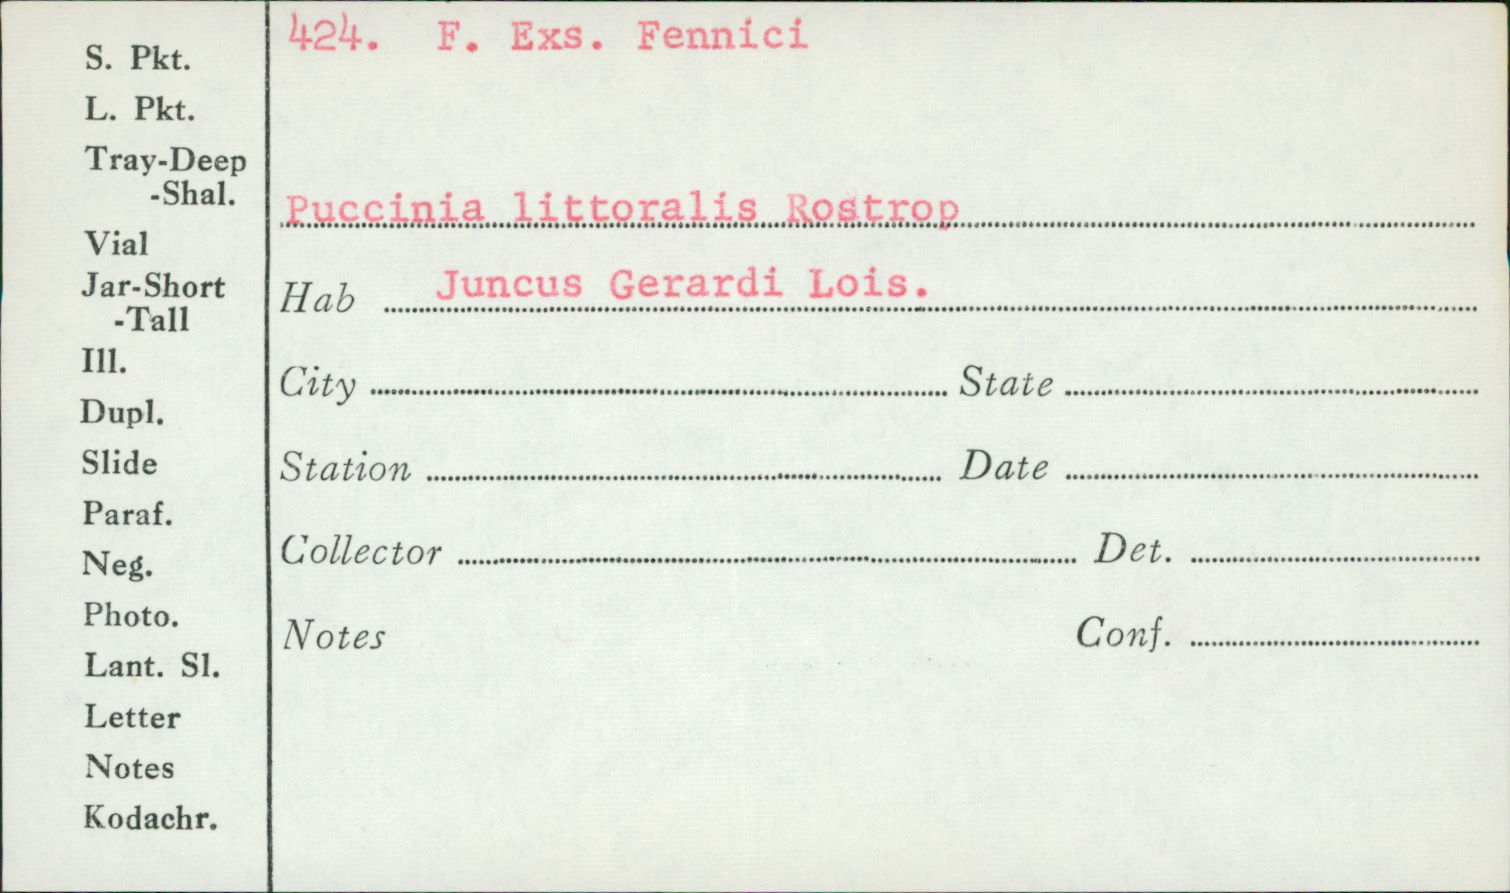 424. F. Exs. Fennici
S. Pkt.
L. Pkt.
Tray-Deep
-Shal.
Vial
Jar-Short
-Tall
Ill.
Dupl.
Slide
Paraf.
Neg.
Photo.
Lant. Sl.
Letter
Notes
Kodachr.
Puccinia littoralis Rostrop
Hab Juncus Gerardi Lois.
City State
Station Date
Collector Det.
Notes Conf.